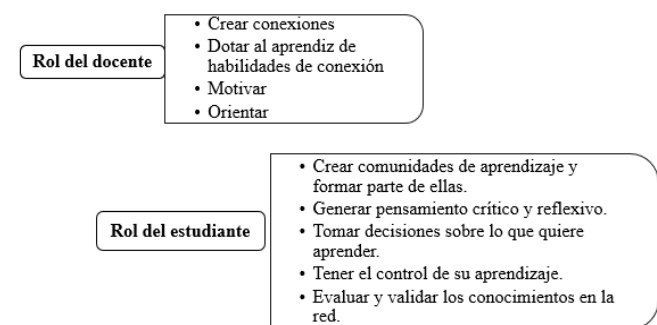 Rol del docente
• Crear conexiones
• Dotar al aprendiz de
habilidades de conexión
• Motivar
• Orientar
Rol del estudiante
• Crear comunidades de aprendizaje y
formar parte de ellas.
• Generar pensamiento crítico y reflexivo.
• Tomar decisiones sobre lo que quiere
aprender.
• Tener el control de su aprendizaje.
• Evaluar y validar los conocimientos en la
red.